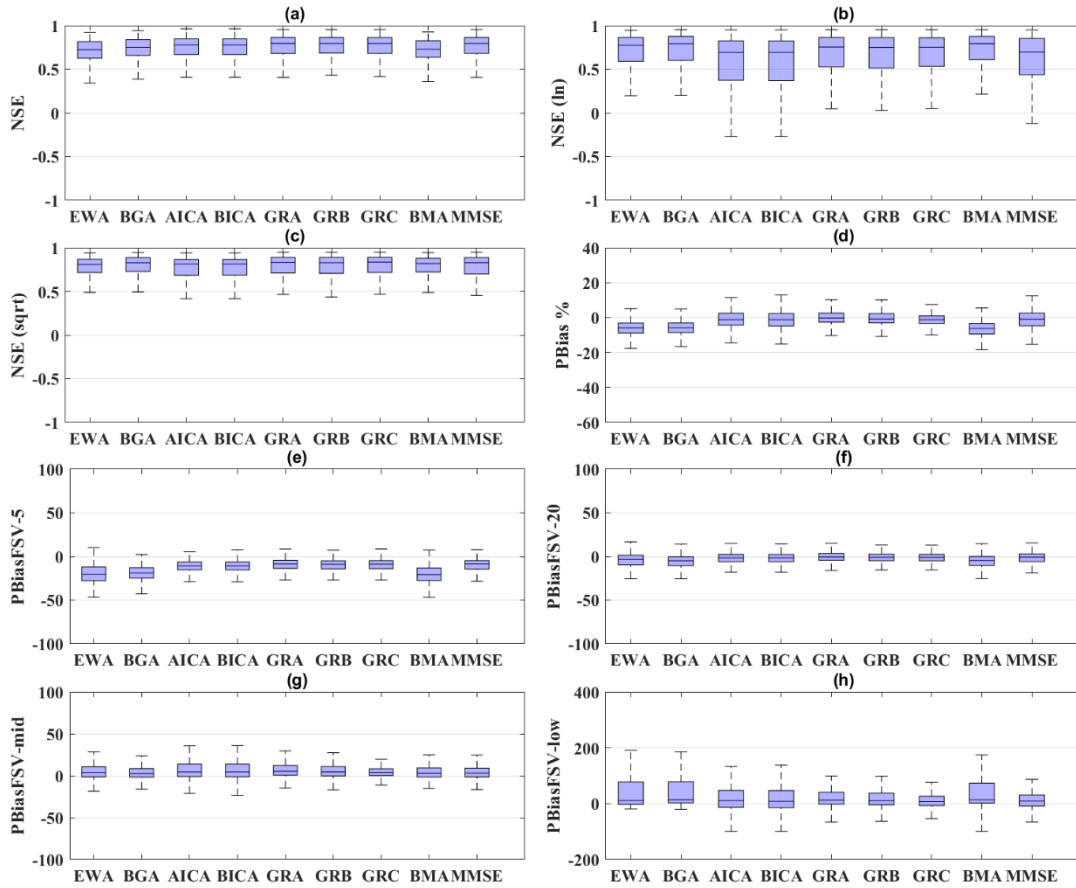 (a)
1
0.5
0
-0.5
-1
NSE
EWA BGA AICA BICA GRA GRB GRC BMA MMSE
(b)
1
0.5
0
-0.5
-1
NSE (ln)
EWA BGA AICA BICA GRA GRB GRC BMA MMSE
(c)
1
0.5
0
-0.5
-1
NSE (sqrt)
EWA BGA AICA BICA GRA GRB GRC BMA MMSE
(d)
40
20
0
-20
-40
-60
PBias %
EWA BGA AICA BICA GRA GRB GRC BMA MMSE
(e)
100
50
0
-50
-100
PBiasFSV-5
EWA BGA AICA BICA GRA GRB GRC BMA MMSE
(f)
100
50
0
-50
-100
PBiasFSV-20
EWA BGA AICA BICA GRA GRB GRC BMA MMSE
(g)
100
50
0
-50
-100
PBiasFSV-mid
EWA BGA AICA BICA GRA GRB GRC BMA MMSE
(h)
400
200
0
-200
PBiasFSV-low
EWA BGA AICA BICA GRA GRB GRC BMA MMSE